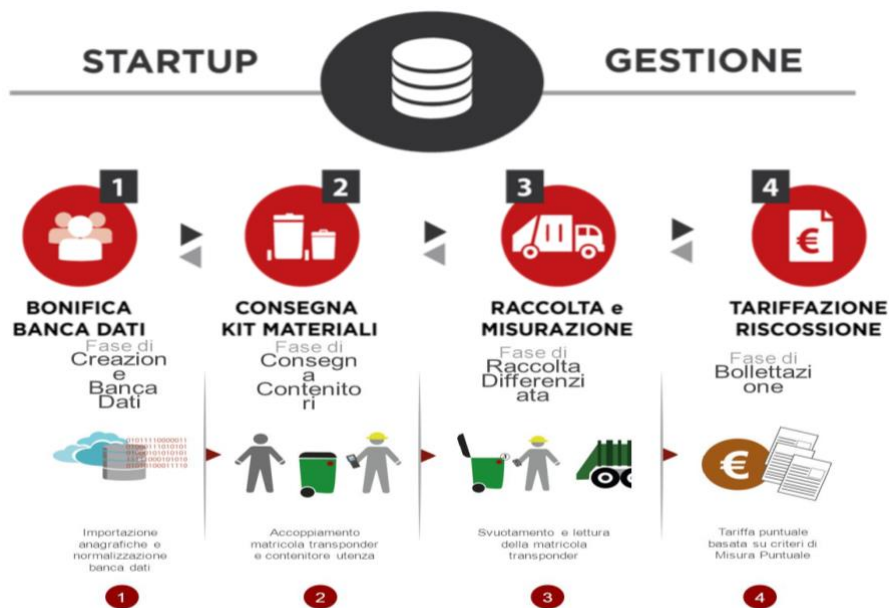 STARTUP
GESTIONE
1
2
3
4
BONIFICA
BANCA DATI
CONSEGNA
KIT MATERIALI
RACCOLTA e
MISURAZIONE
TARIFFAZIONE
RISCOSSIONE
Fase di
Creazion
e
Banca
Dati
Fase di
Consegn
a
Contenito
ri
Fase di
Raccolta
Differenzi
ata
Fase di
Bollettazi
one
€
Importazione
anagrafiche e
normalizzazione
banca dati
Accoppiamento
matricola transponder
e contenitore utenza
Svuotamento e lettura
della matricola
transponder
Tariffa puntuale
basata su criteri di
Misura Puntuale
1
2
3
4